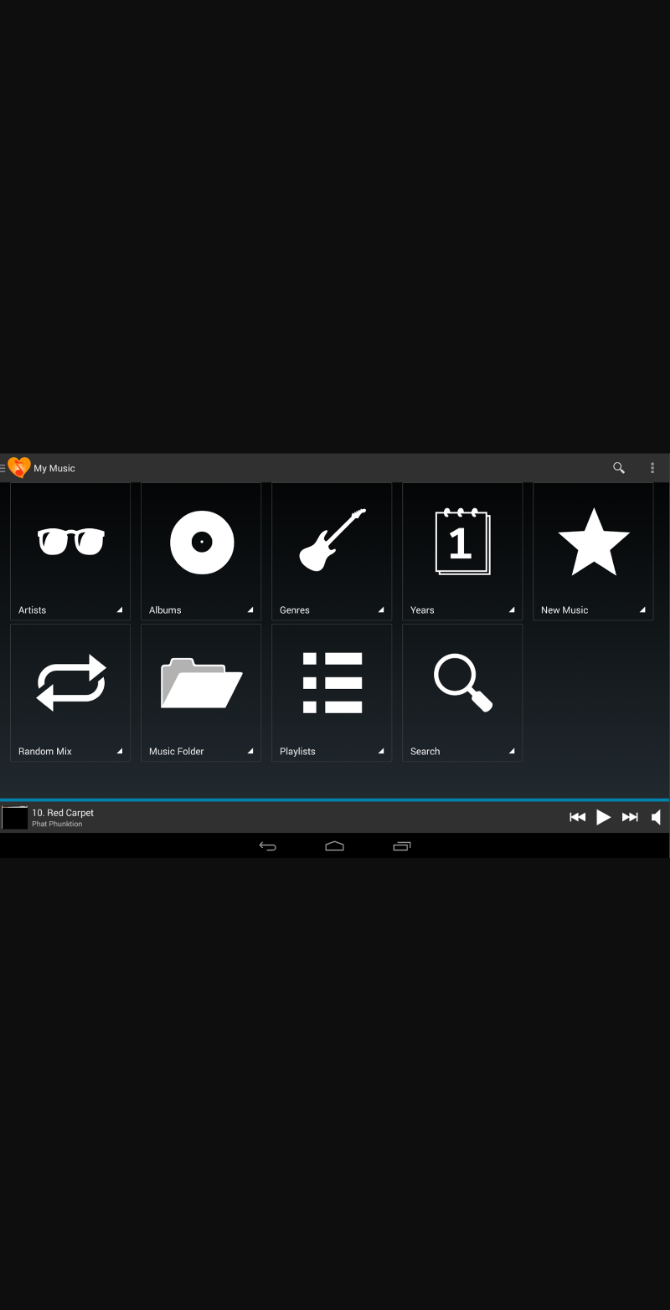 My Music
1
Artists
Albums
Genres
Years
New Music
Random Mix
Music Folder
Playlists
Search
10. Red Carpet
Phat Phunktion